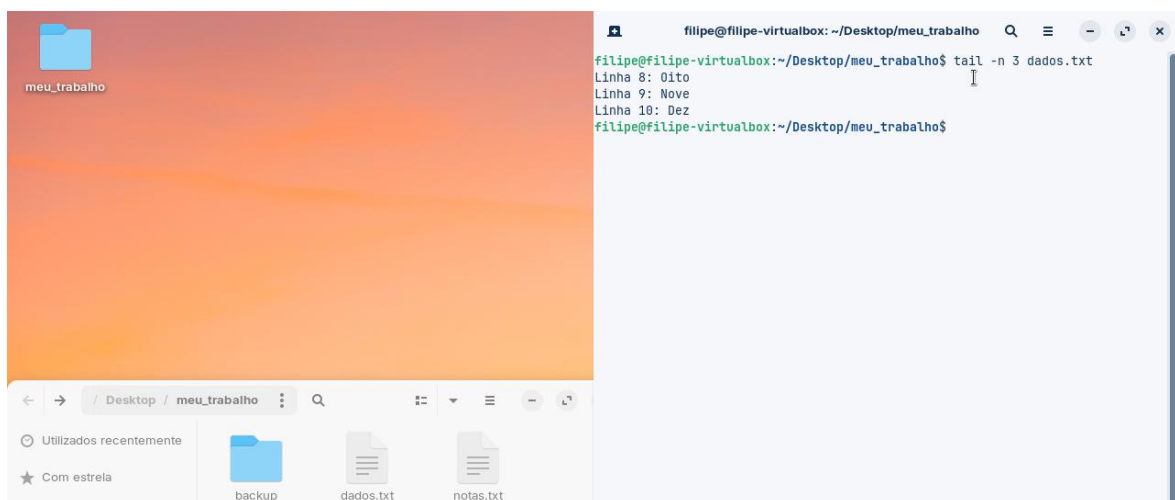 meu_trabalho
filipe@filipe-virtualbox: ~/Desktop/meu_trabalho
filipe@filipe-virtualbox:~/Desktop/meu_trabalho$ tail -n 3 dados.txt
Linha 8: Oito
Linha 9: Nove
Linha 10: Dez
filipe@filipe-virtualbox:~/Desktop/meu_trabalho$
/ Desktop / meu_trabalho
Utilizados recentemente
Com estrela
backup
dados.txt
notas.txt